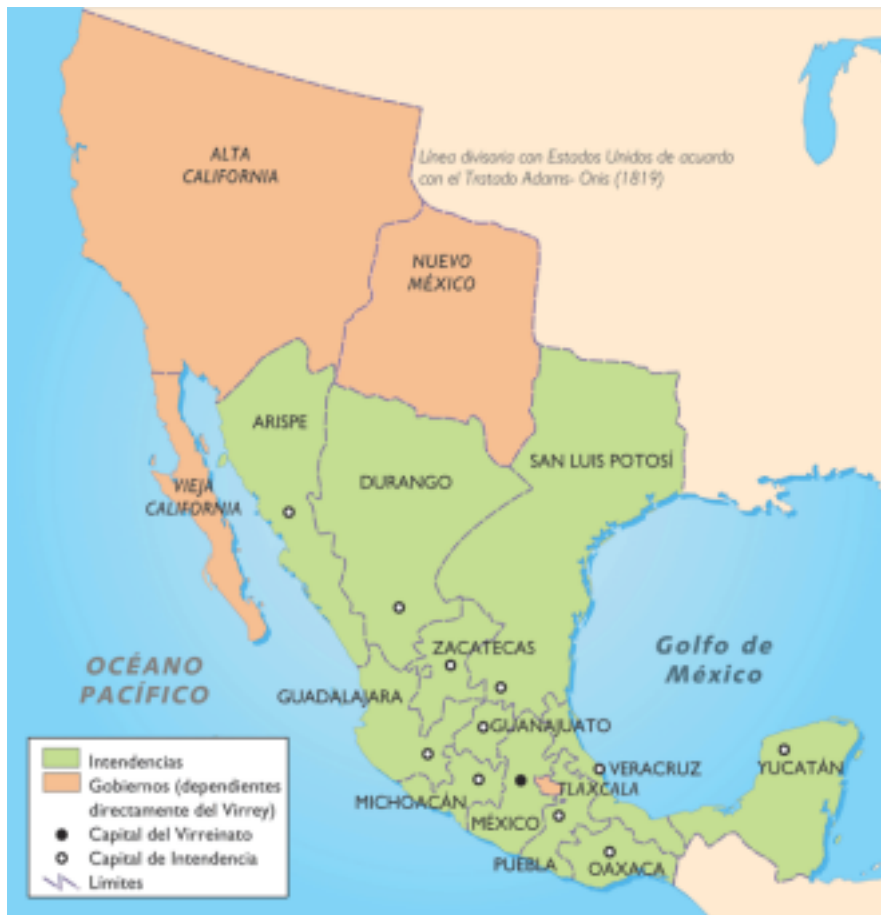 ALTA
CALIFORNIA
Línea divisoria con Estados Unidos de acuerdo
con el Tratado Adams- Onis (1819)
NUEVO
MÉXICO
ARISPE
SAN LUIS POTOSÍ
DURANGO
VIEJA
CALIFORNIA
ZACATECAS
Golfo de
México
OCÉANO
PACÍFICO
GUADALAJARA
GUANAJUATO
VERACRUZ
YUCATÁN
TLAXCALA
MICHOACÁN
MÉXICO
PUEBLA
OAXACA
Intendencias
Gobiernos (dependientes
directamente del Virrey)
Capital del Virreinato
Capital de Intendencia
Límites